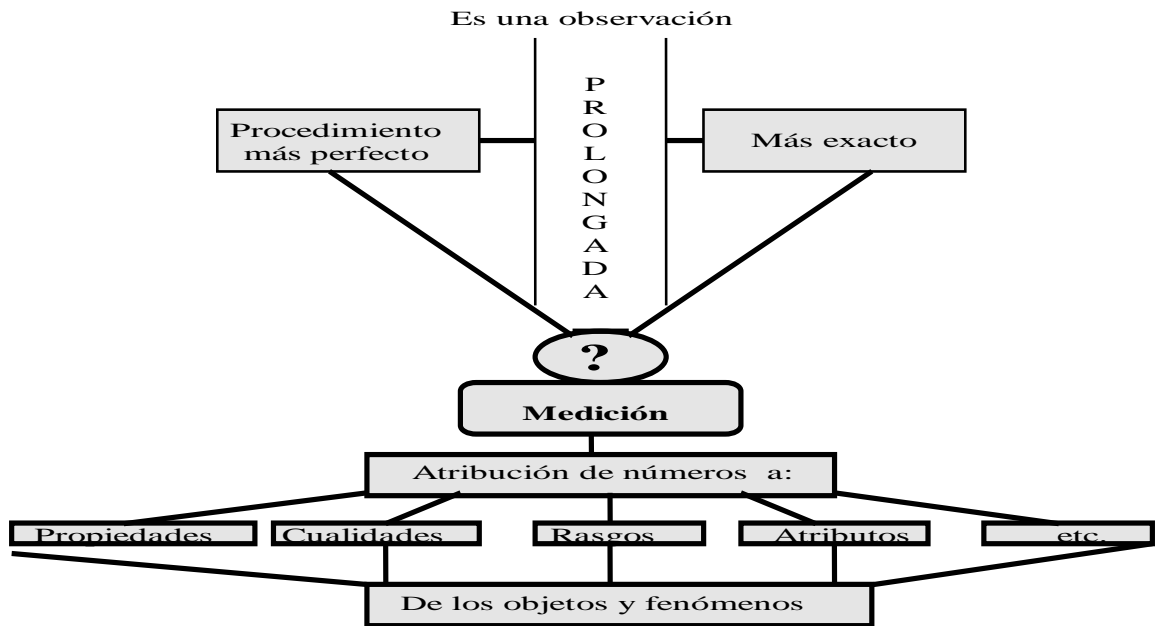 Es una observación
PROLONGADA
Procedimiento
más perfecto
Más exacto
?
Medición
Atribución de números a:
Propiedades
Cualidades
Rasgos
Atributos
etc.
De los objetos y fenómenos